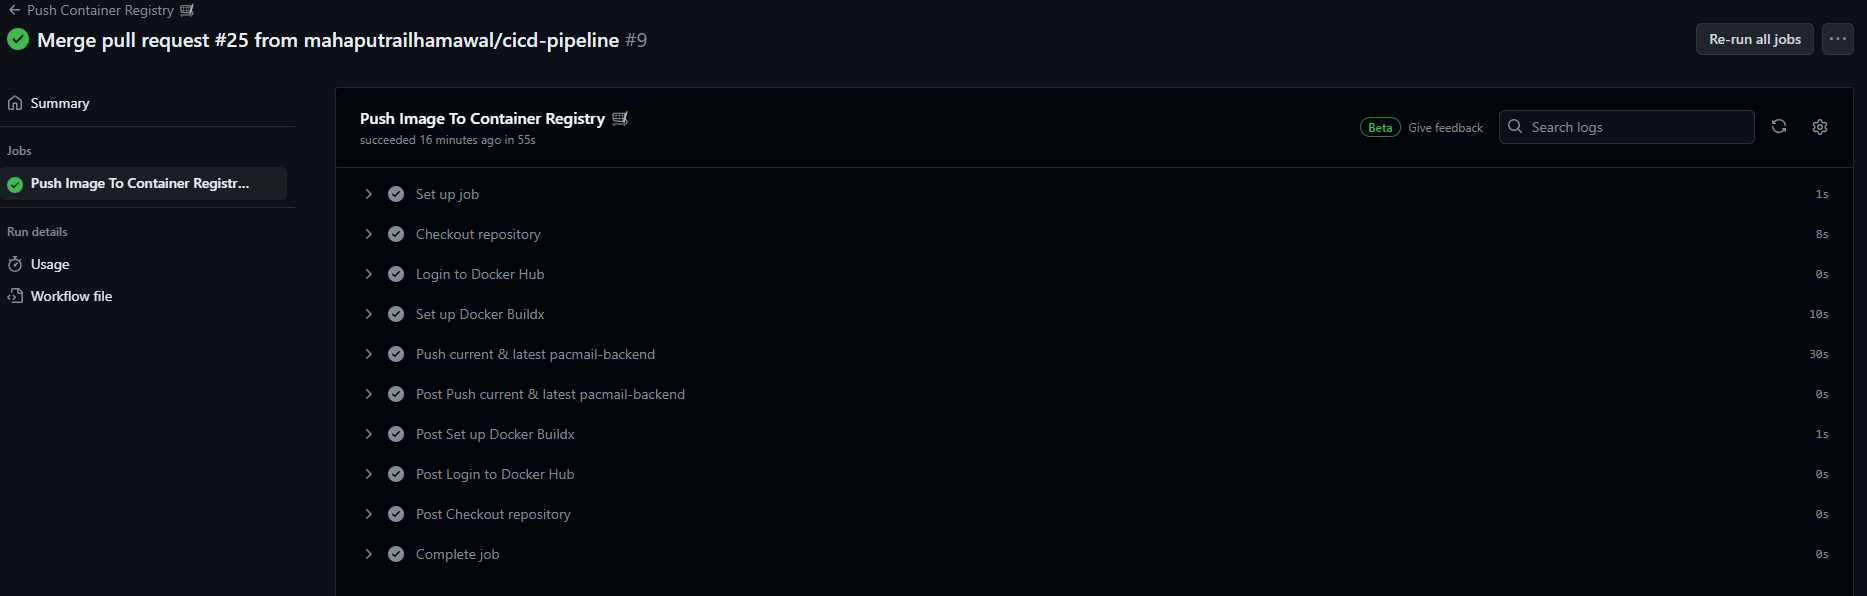 Push Container Registry 🛒
Merge pull request #25 from mahaputrailhamawal/cicd-pipeline #9
Re-run all jobs
Summary
Jobs
Push Image To Container Registr...
Run details
Usage
Workflow file
Push Image To Container Registry 🛒
succeeded 16 minutes ago in 55s
Beta Give feedback
Search logs
Set up job 1s
Checkout repository 8s
Login to Docker Hub 0s
Set up Docker Buildx 10s
Push current & latest pacmail-backend 30s
Post Push current & latest pacmail-backend 0s
Post Set up Docker Buildx 1s
Post Login to Docker Hub 0s
Post Checkout repository 0s
Complete job 0s